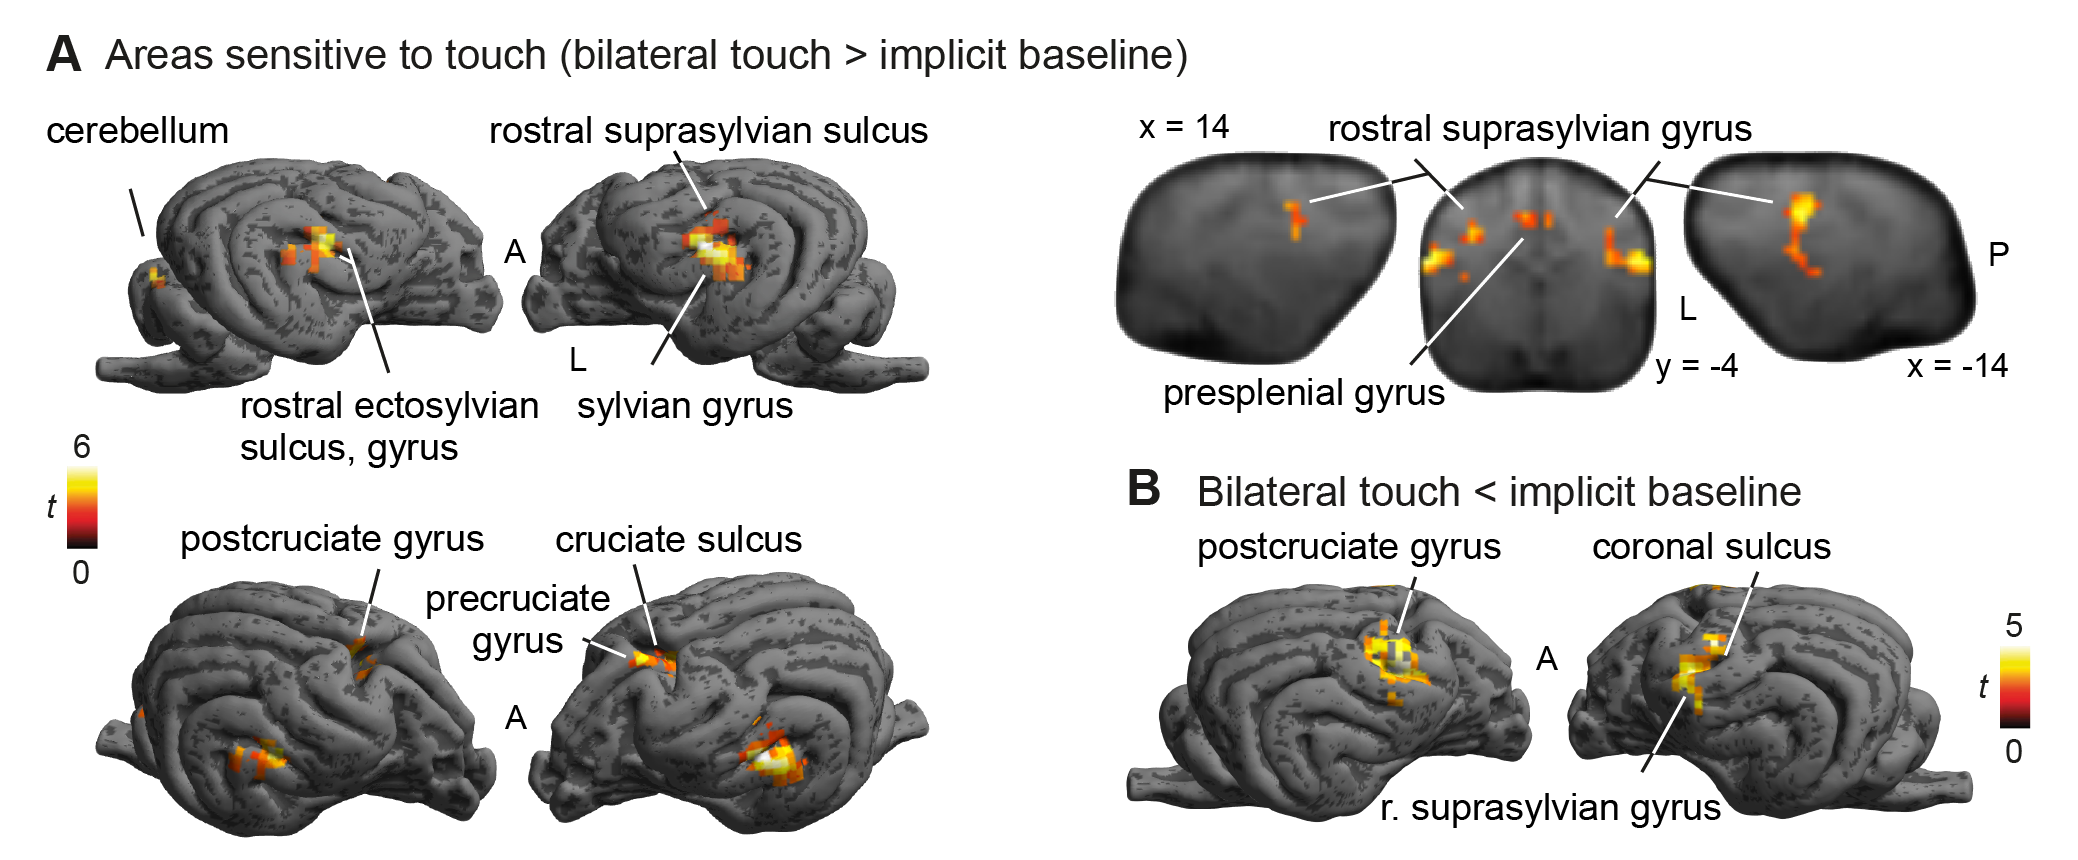 A Areas sensitive to touch (bilateral touch > implicit baseline)
cerebellum
rostral suprasylvian sulcus
x = 14
rostral suprasylvian gyrus
A
P
L
L
y = -4
x = -14
rostral ectosylvian
sulcus, gyrus
sylvian gyrus
presplenial gyrus
6
t
0
postcruciate gyrus
cruciate sulcus
precruciate
gyrus
A
B Bilateral touch < implicit baseline
postcruciate gyrus
coronal sulcus
A
5
t
0
r. suprasylvian gyrus